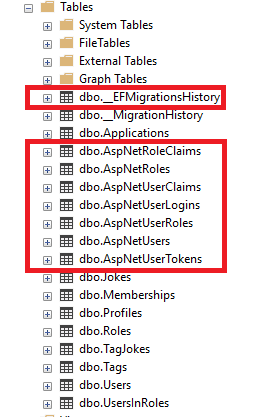 Tables
System Tables
FileTables
External Tables
Graph Tables
dbo.__EFMigrationsHistory
dbo.__MigrationHistory
dbo.Applications
dbo.AspNetRoleClaims
dbo.AspNetRoles
dbo.AspNetUserClaims
dbo.AspNetUserLogins
dbo.AspNetUserRoles
dbo.AspNetUsers
dbo.AspNetUserTokens
dbo.Jokes
dbo.Memberships
dbo.Profiles
dbo.Roles
dbo.TagJokes
dbo.Tags
dbo.Users
dbo.UsersInRoles